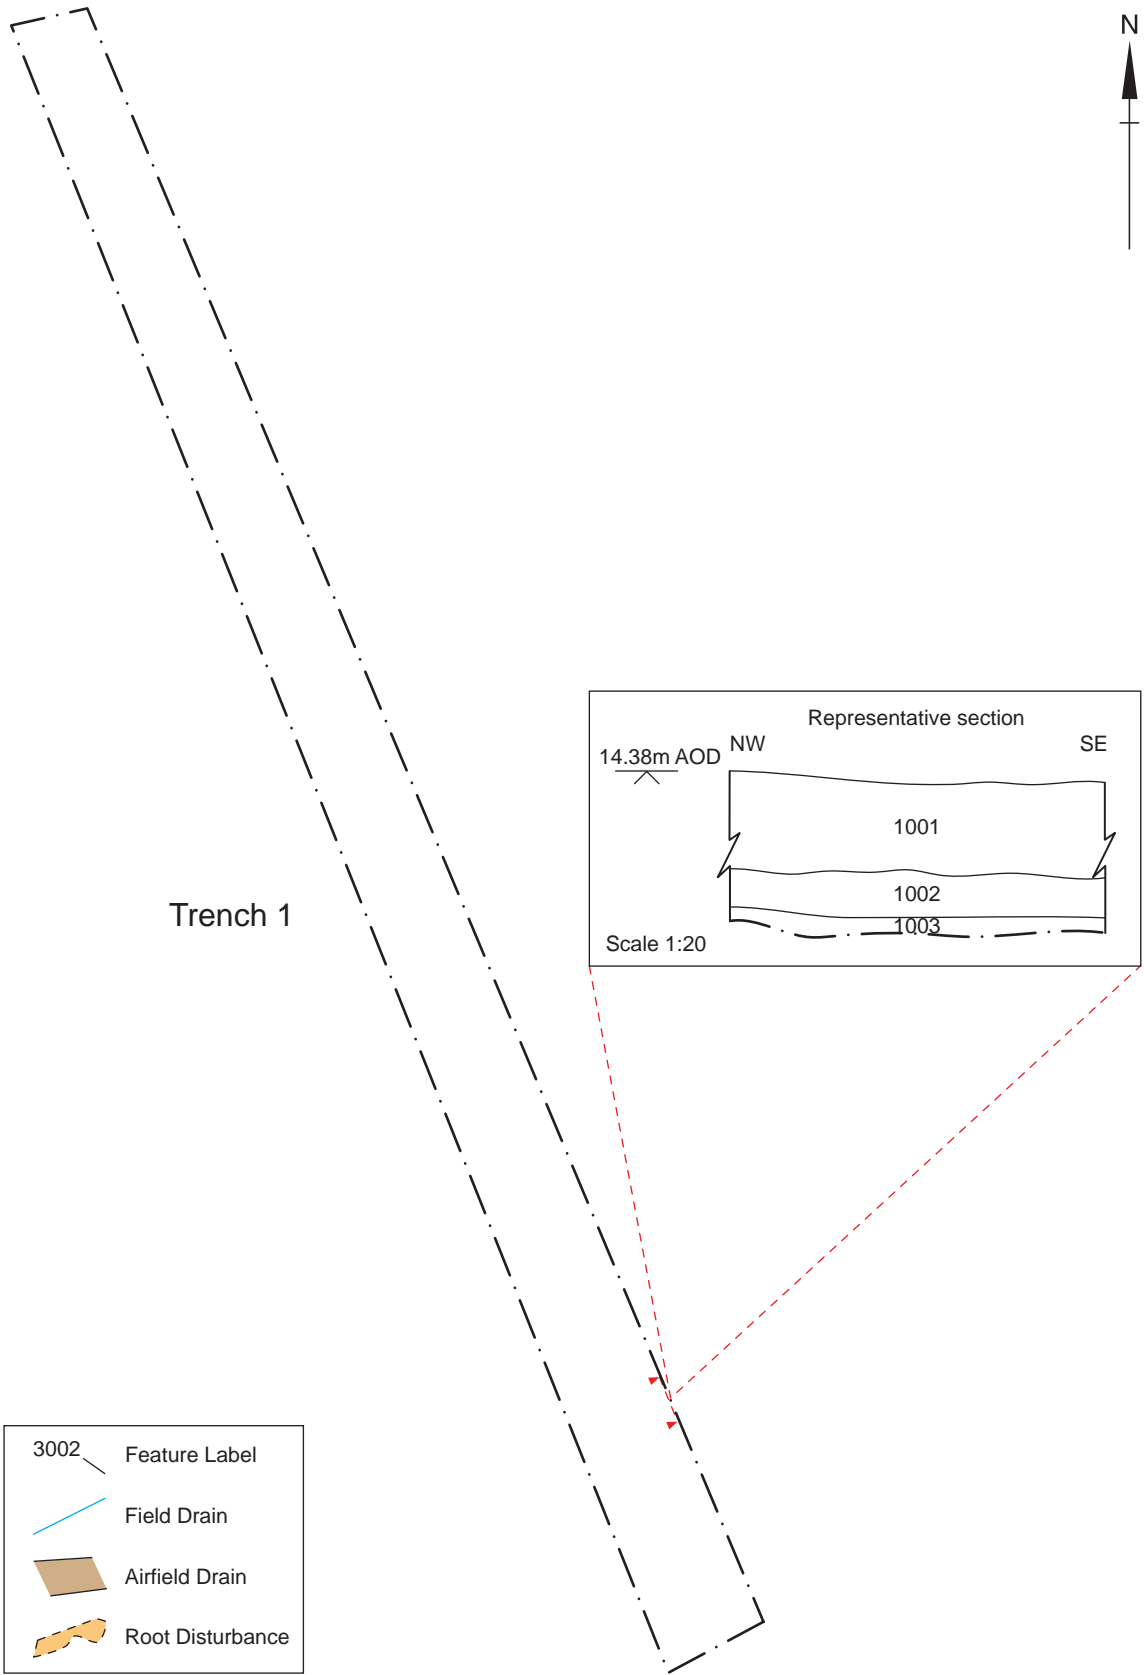 N
Representative section
NW
SE
14.38m AOD
1001
1002
1003
Scale 1:20
Trench 1
3002
Feature Label
Field Drain
Airfield Drain
Root Disturbance